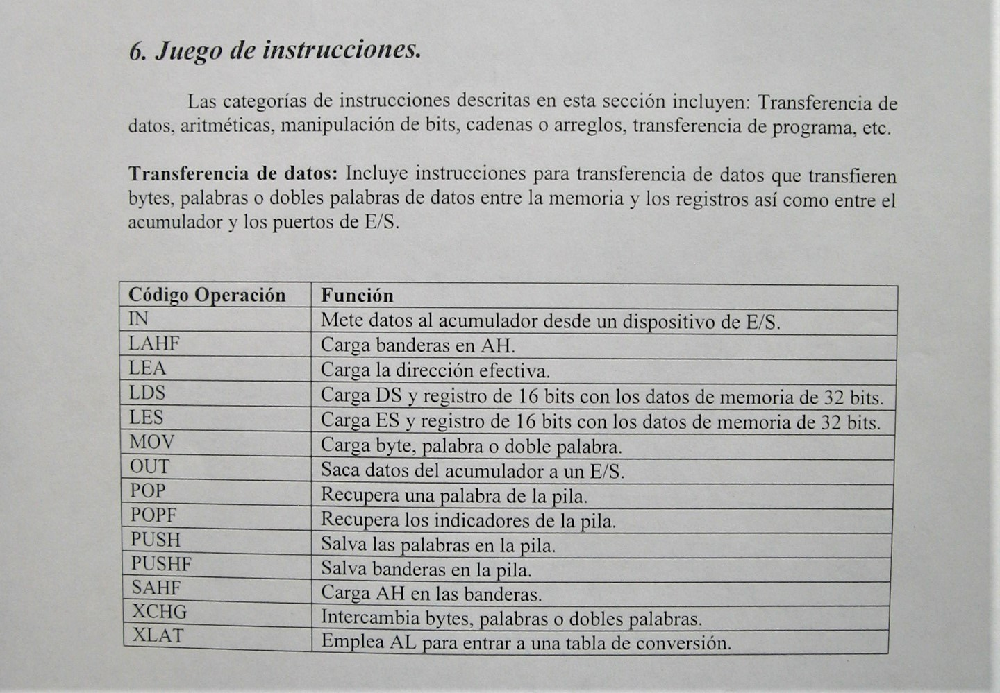 6. Juego de instrucciones.
Las categorías de instrucciones descritas en esta sección incluyen: Transferencia de
datos, aritméticas, manipulación de bits, cadenas o arreglos, transferencia de programa, etc.
Transferencia de datos: Incluye instrucciones para transferencia de datos que transfieren
bytes, palabras o dobles palabras de datos entre la memoria y los registros así como entre el
acumulador y los puertos de E/S.
Código Operación Función
IN Mete datos al acumulador desde un dispositivo de E/S.
LAHF Carga banderas en AH.
LEA Carga la dirección efectiva.
LDS Carga DS y registro de 16 bits con los datos de memoria de 32 bits.
LES Carga ES y registro de 16 bits con los datos de memoria de 32 bits.
MOV Carga byte, palabra o doble palabra.
OUT Saca datos del acumulador a un E/S.
POP Recupera una palabra de la pila.
POPF Recupera los indicadores de la pila.
PUSH Salva las palabras en la pila.
PUSHF Salva banderas en la pila.
SAHF Carga AH en las banderas.
XCHG Intercambia bytes, palabras o dobles palabras.
XLAT Emplea AL para entrar a una tabla de conversión.